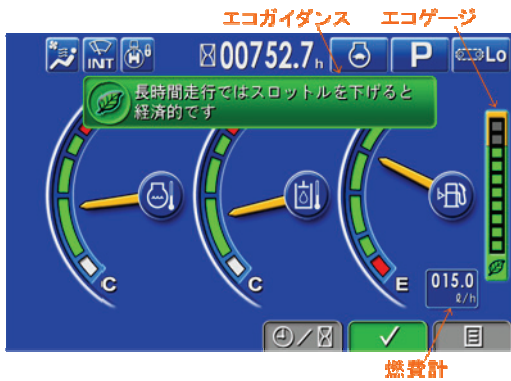 エコガイダンス エコゲージ
INT 00752.7h P Lo
長時間走行ではスロットルを下げると
経済的です
C C E
015.0
ℓ/h
燃費計